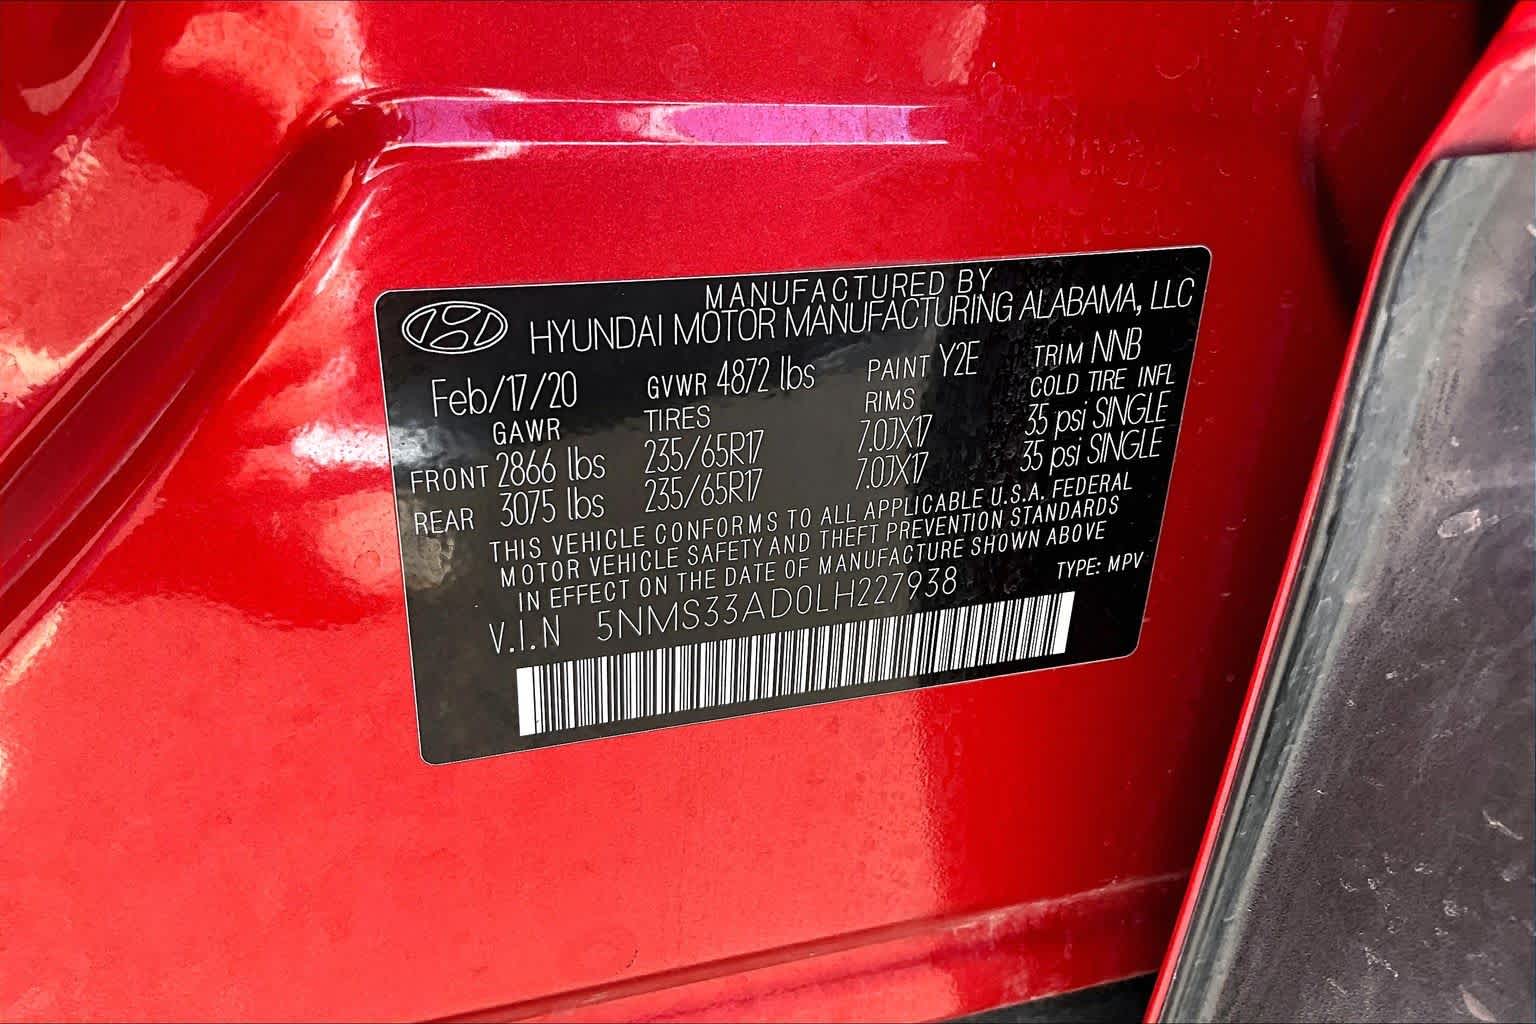 MANUFACTURED BY
HYUNDAI MOTOR MANUFACTURING ALABAMA, LLC
Feb/17/20 GVWR 4872 lbs PAINT Y2E TRIM NNB
GAWR TIRES RIMS COLD TIRE INFL
FRONT 2866 lbs 235/65R17 7.0JX17 35 psi SINGLE
REAR 3075 lbs 235/65R17 7.0JX17 35 psi SINGLE
THIS VEHICLE CONFORMS TO ALL APPLICABLE U.S.A. FEDERAL
MOTOR VEHICLE SAFETY AND THEFT PREVENTION STANDARDS
IN EFFECT ON THE DATE OF MANUFACTURE SHOWN ABOVE
V.I.N 5NMS33AD0LH227938 TYPE: MPV